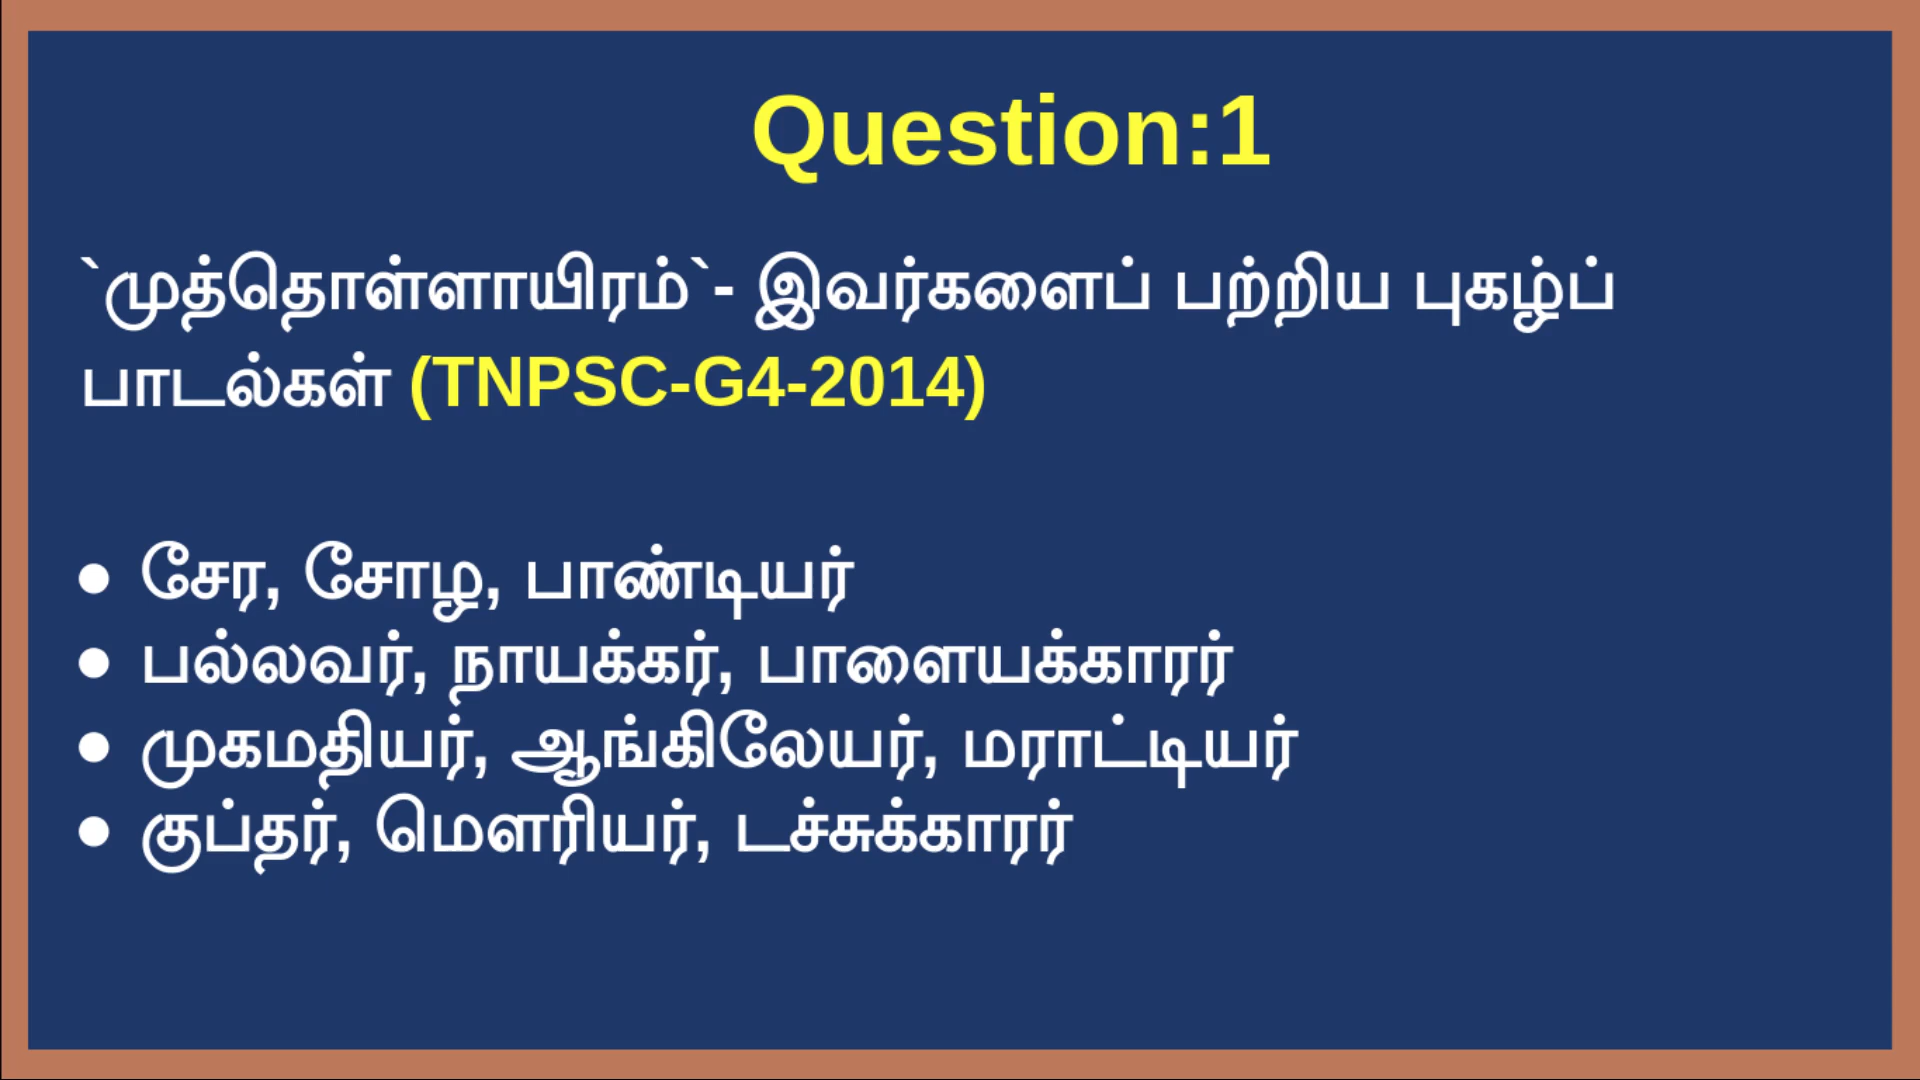 Question:1
`முத்தொள்ளாயிரம்`- இவர்களைப் பற்றிய புகழ்ப்
பாடல்கள் (TNPSC-G4-2014)
● சேர, சோழ, பாண்டியர்
● பல்லவர், நாயக்கர், பாளையக்காரர்
● முகமதியர், ஆங்கிலேயர், மராட்டியர்
● குப்தர், மௌரியர், டச்சுக்காரர்